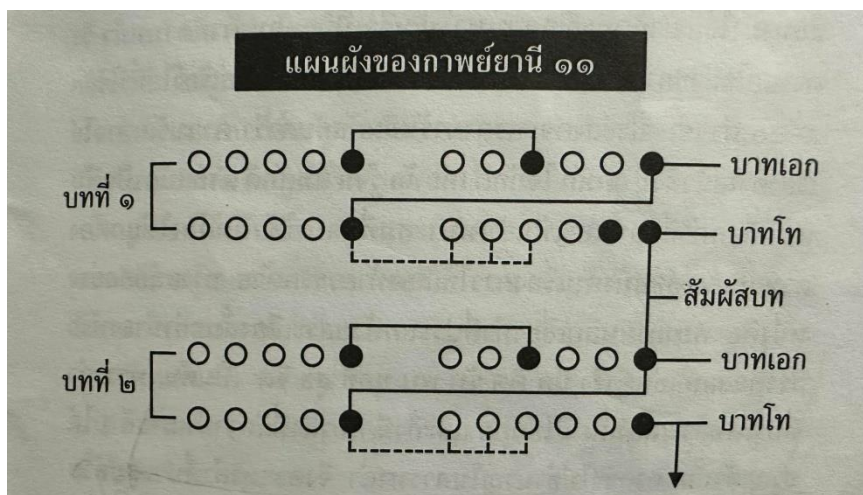 แผนผังของกาพย์ยานี ๑๑
บาทเอก
บทที่ ๑
บาทโท
สัมผัสบท
บาทเอก
บทที่ ๒
บาทโท